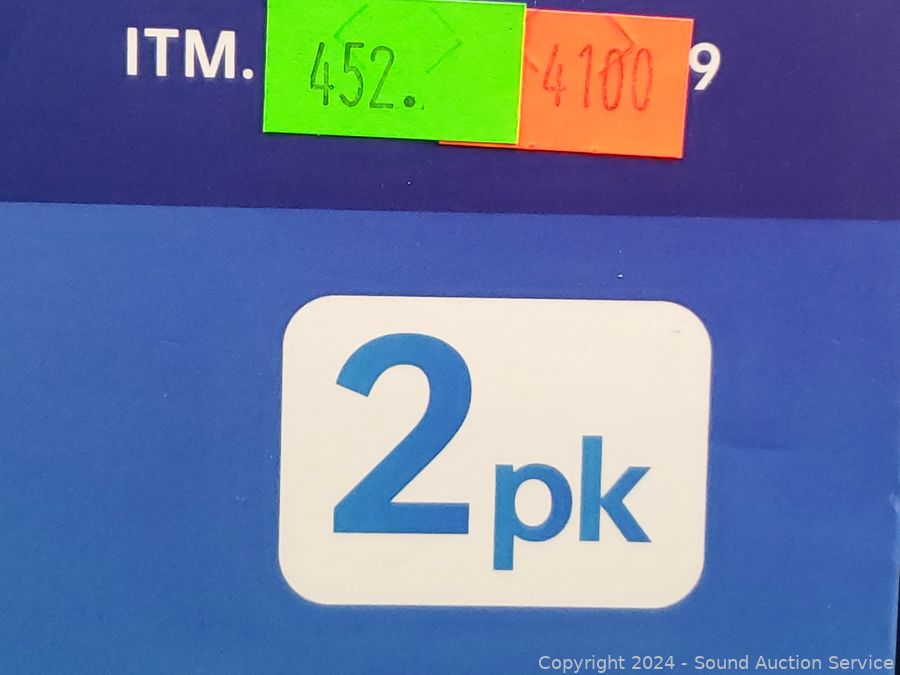 ITM. 452. 4100 9
2pk
Copyright 2024 - Sound Auction Service